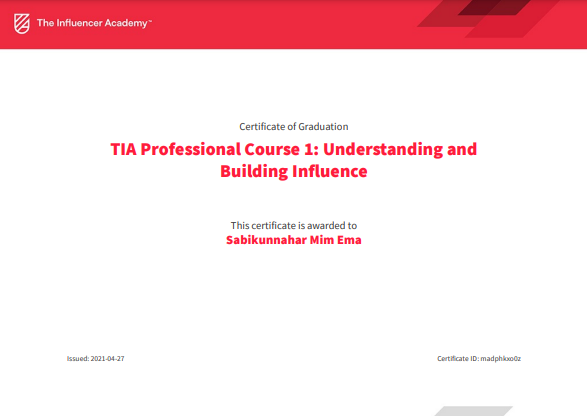 The Influencer Academy™
Certificate of Graduation
TIA Professional Course 1: Understanding and
Building Influence
This certificate is awarded to
Sabikunnahar Mim Ema
Issued: 2021-04-27
Certificate ID: madphkxo0z